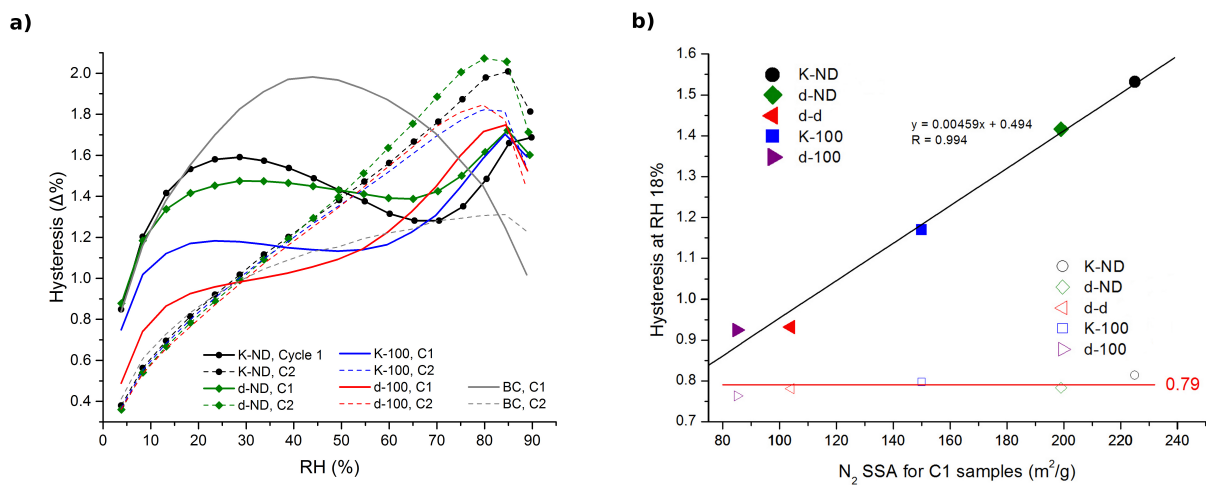 a)
Hysteresis (Δ%)
2.0
1.8
1.6
1.4
1.2
1.0
0.8
0.6
0.4
0
10
20
30
40
50
60
70
80
90
RH (%)
K-ND, Cycle 1
K-ND, C2
d-ND, C1
d-ND, C2
K-100, C1
K-100, C2
d-100, C1
d-100, C2
BC, C1
BC, C2
b)
Hysteresis at RH 18%
1.6
1.5
1.4
1.3
1.2
1.1
1.0
0.9
0.8
0.7
K-ND
d-ND
d-d
K-100
d-100
y = 0.00459x + 0.494
R = 0.994
K-ND
d-ND
d-d
K-100
d-100
0.79
80
100
120
140
160
180
200
220
240
N₂ SSA for C1 samples (m²/g)